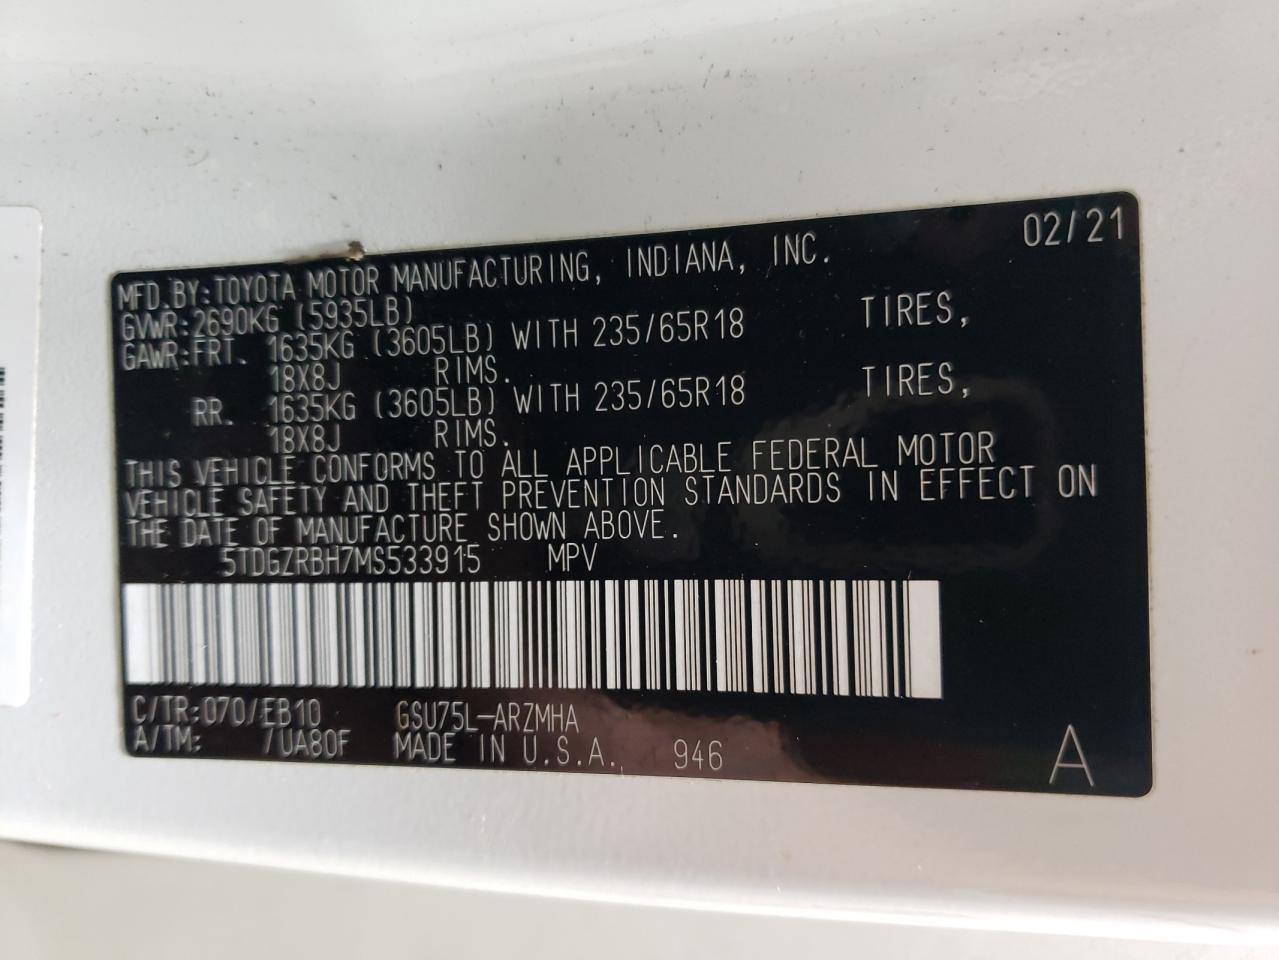 02/21
MFD.BY:TOYOTA MOTOR MANUFACTURING, INDIANA, INC.
GVWR:2690KG (5935LB)
GAWR:FRT. 1635KG (3605LB) WITH 235/65R18 TIRES,
18X8J RIMS.
RR. 1635KG (3605LB) WITH 235/65R18 TIRES,
18X8J RIMS.
THIS VEHICLE CONFORMS TO ALL APPLICABLE FEDERAL MOTOR
VEHICLE SAFETY AND THEFT PREVENTION STANDARDS IN EFFECT ON
THE DATE OF MANUFACTURE SHOWN ABOVE.
5TDGZRBH7MS533915 MPV
C/TR:070/EB10 GSU75L-ARZMHA
A/TM: /UA80F MADE IN U.S.A. 946 A